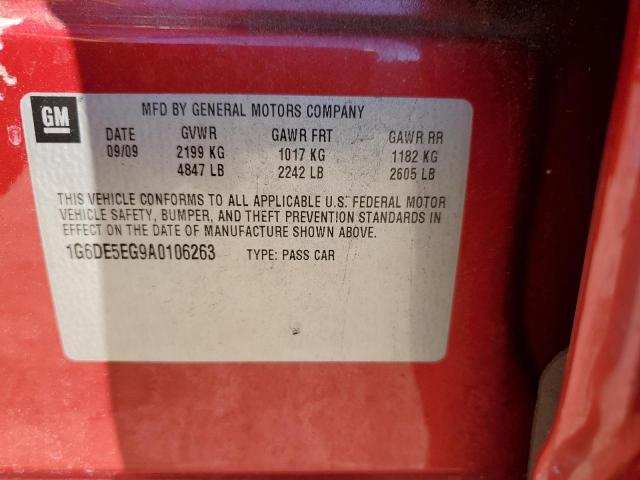 GM
MFD BY GENERAL MOTORS COMPANY
DATE GVWR GAWR FRT GAWR RR
09/09 2199 KG 1017 KG 1182 KG
4847 LB 2242 LB 2605 LB
THIS VEHICLE CONFORMS TO ALL APPLICABLE U.S. FEDERAL MOTOR
VEHICLE SAFETY, BUMPER, AND THEFT PREVENTION STANDARDS IN
EFFECT ON THE DATE OF MANUFACTURE SHOWN ABOVE.
1G6DE5EG9A0106263 TYPE: PASS CAR